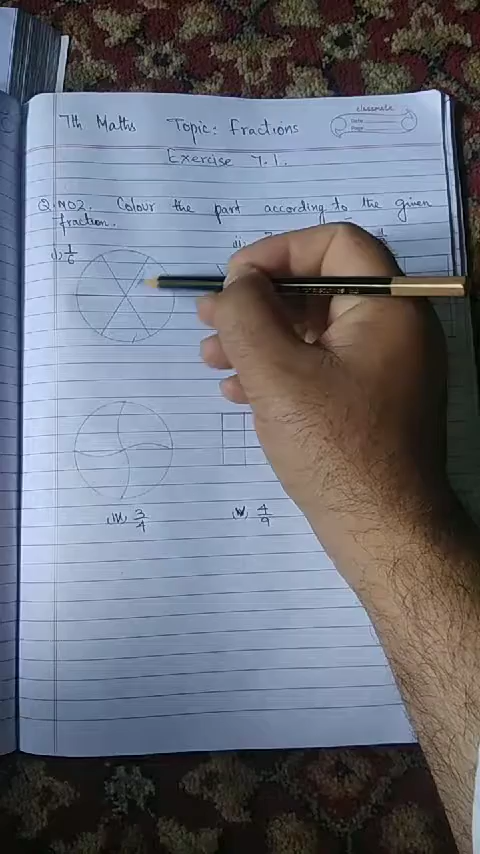 7th Maths Topic: Fractions
classmate
Date
Page
Exercise 7.1.
Q.NO2. Colour the part according to the given
fraction.
i) 1/6
ii)
iv) 3/4
v) 4/9